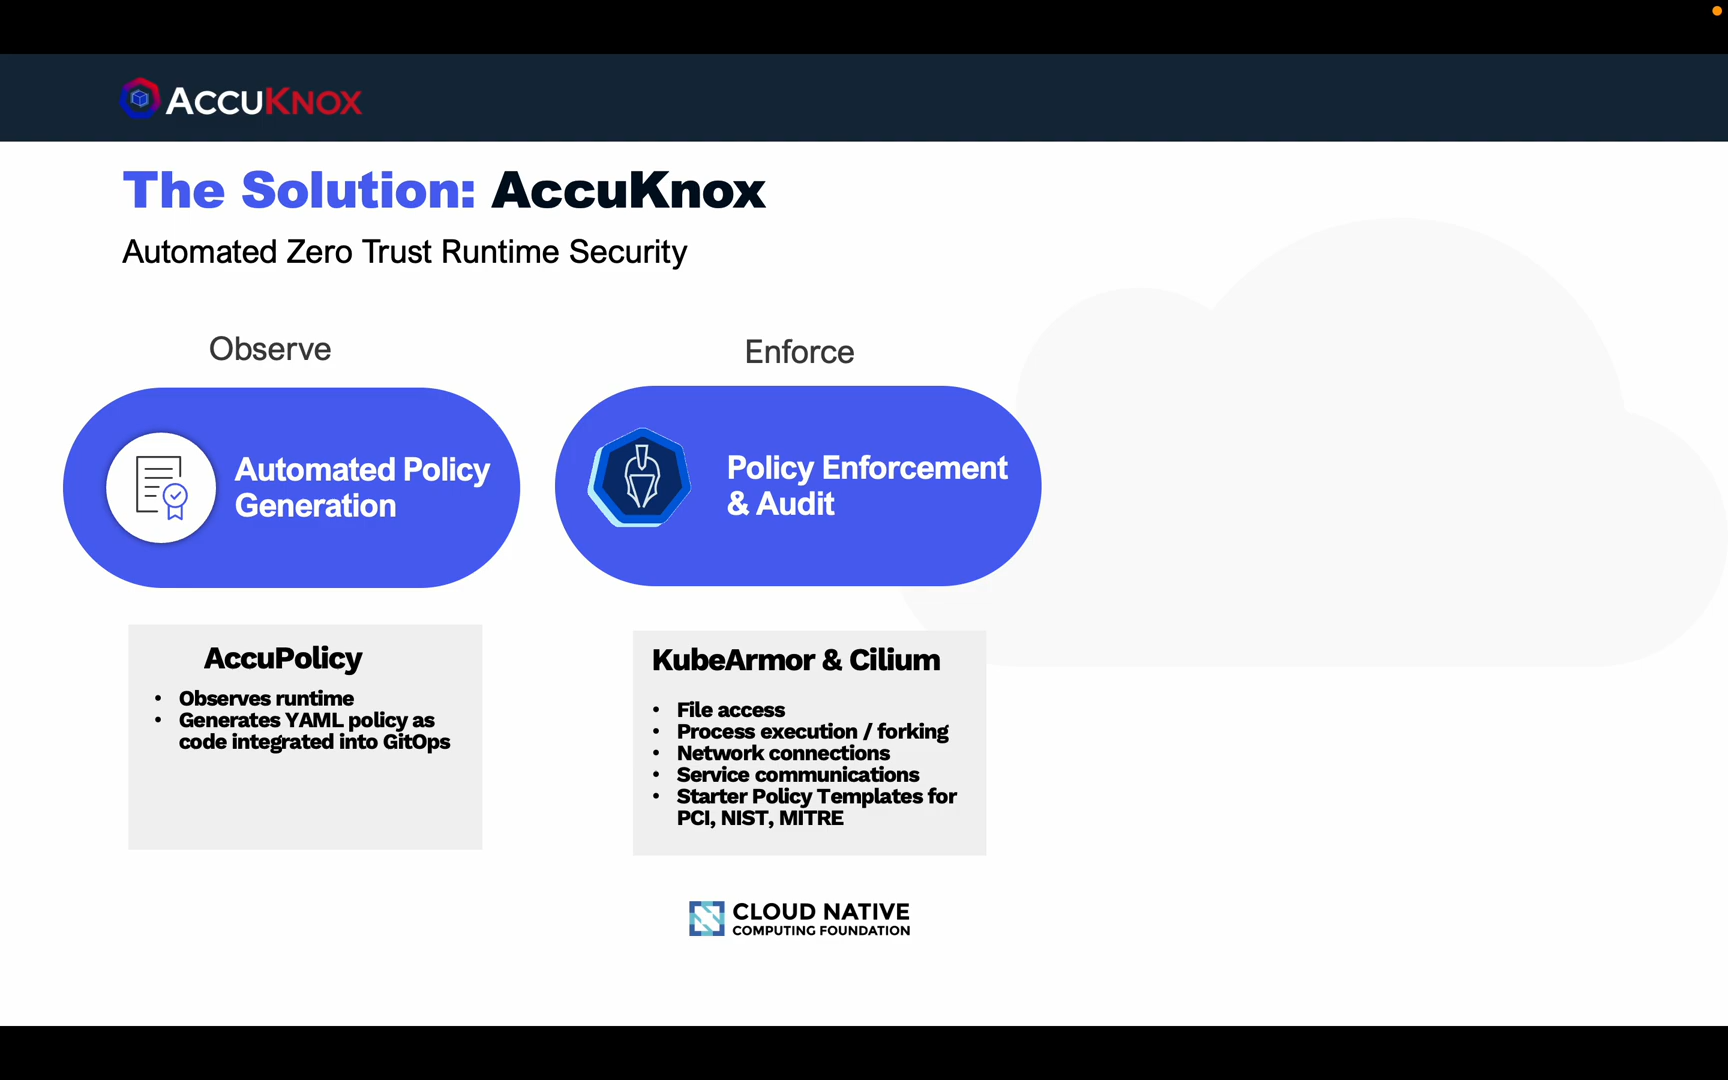 ACCUKNOX
The Solution: AccuKnox
Automated Zero Trust Runtime Security
Observe
Automated Policy
Generation
AccuPolicy
• Observes runtime
• Generates YAML policy as
code integrated into GitOps
Enforce
Policy Enforcement
& Audit
KubeArmor & Cilium
• File access
• Process execution / forking
• Network connections
• Service communications
• Starter Policy Templates for
PCI, NIST, MITRE
CLOUD NATIVE
COMPUTING FOUNDATION